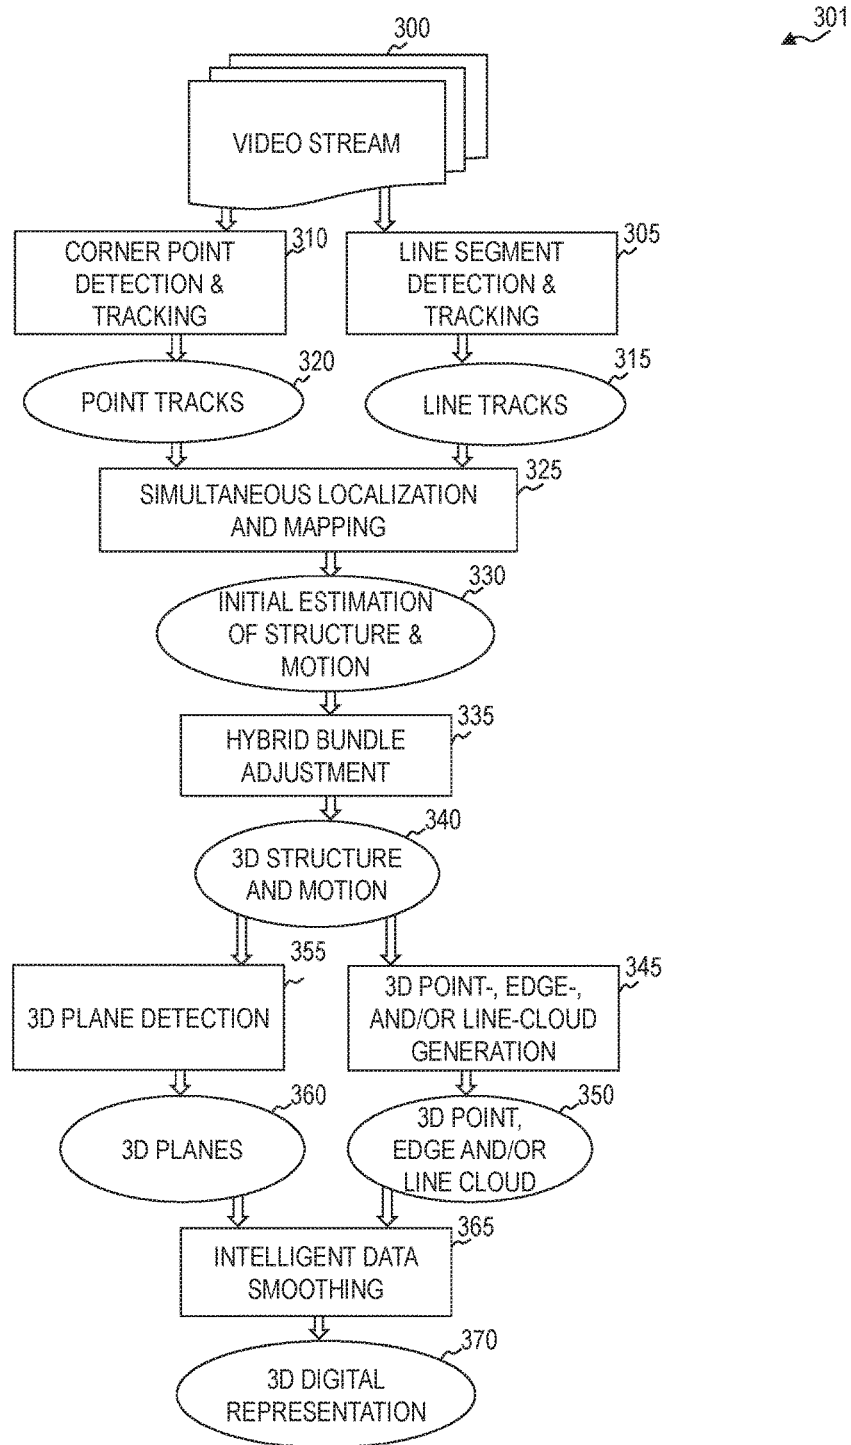 301
300
VIDEO STREAM
310
CORNER POINT
DETECTION &
TRACKING
305
LINE SEGMENT
DETECTION &
TRACKING
320
POINT TRACKS
315
LINE TRACKS
325
SIMULTANEOUS LOCALIZATION
AND MAPPING
330
INITIAL ESTIMATION
OF STRUCTURE &
MOTION
335
HYBRID BUNDLE
ADJUSTMENT
340
3D STRUCTURE
AND MOTION
355
3D PLANE DETECTION
345
3D POINT-, EDGE-,
AND/OR LINE-CLOUD
GENERATION
360
3D PLANES
350
3D POINT,
EDGE AND/OR
LINE CLOUD
365
INTELLIGENT DATA
SMOOTHING
370
3D DIGITAL
REPRESENTATION